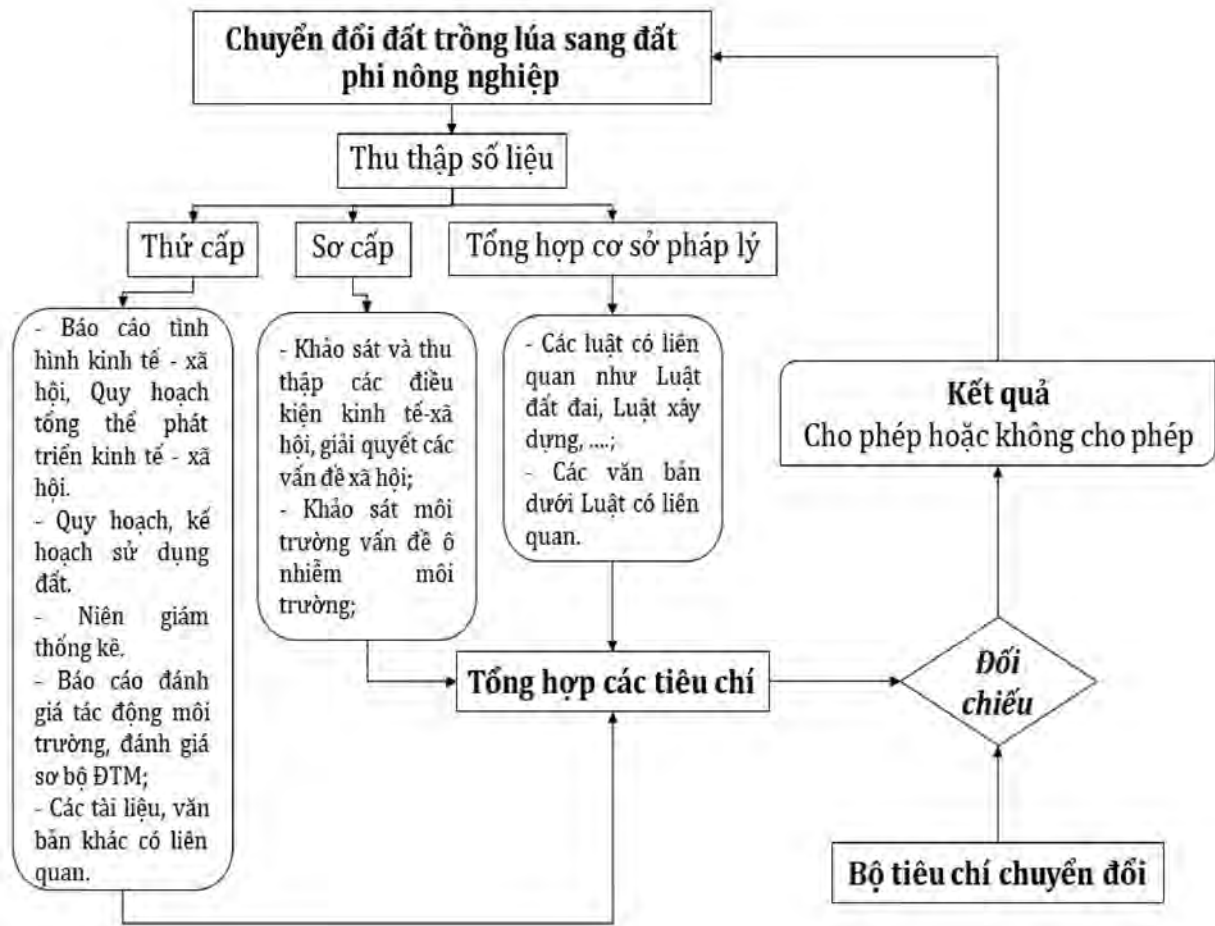 Chuyển đổi đất trồng lúa sang đất
phi nông nghiệp
Thu thập số liệu
Thứ cấp
Sơ cấp
Tổng hợp cơ sở pháp lý
- Báo cáo tình
hình kinh tế - xã
hội, Quy hoạch
tổng thể phát
triển kinh tế - xã
hội.
- Quy hoạch, kế
hoạch sử dụng
đất.
- Niên giám
thống kê.
- Báo cáo đánh
giá tác động môi
trường, đánh giá
sơ bộ ĐTM;
- Các tài liệu, văn
bản khác có liên
quan.
- Khảo sát và thu
thập các điều
kiện kinh tế-xã
hội, giải quyết các
vấn đề xã hội;
- Khảo sát môi
trường vấn đề ô
nhiễm môi
trường;
- Các luật có liên
quan như Luật
đất đai, Luật xây
dựng, ....;
- Các văn bản
dưới Luật có liên
quan.
Kết quả
Cho phép hoặc không cho phép
Tổng hợp các tiêu chí
Đối
chiếu
Bộ tiêu chí chuyển đổi